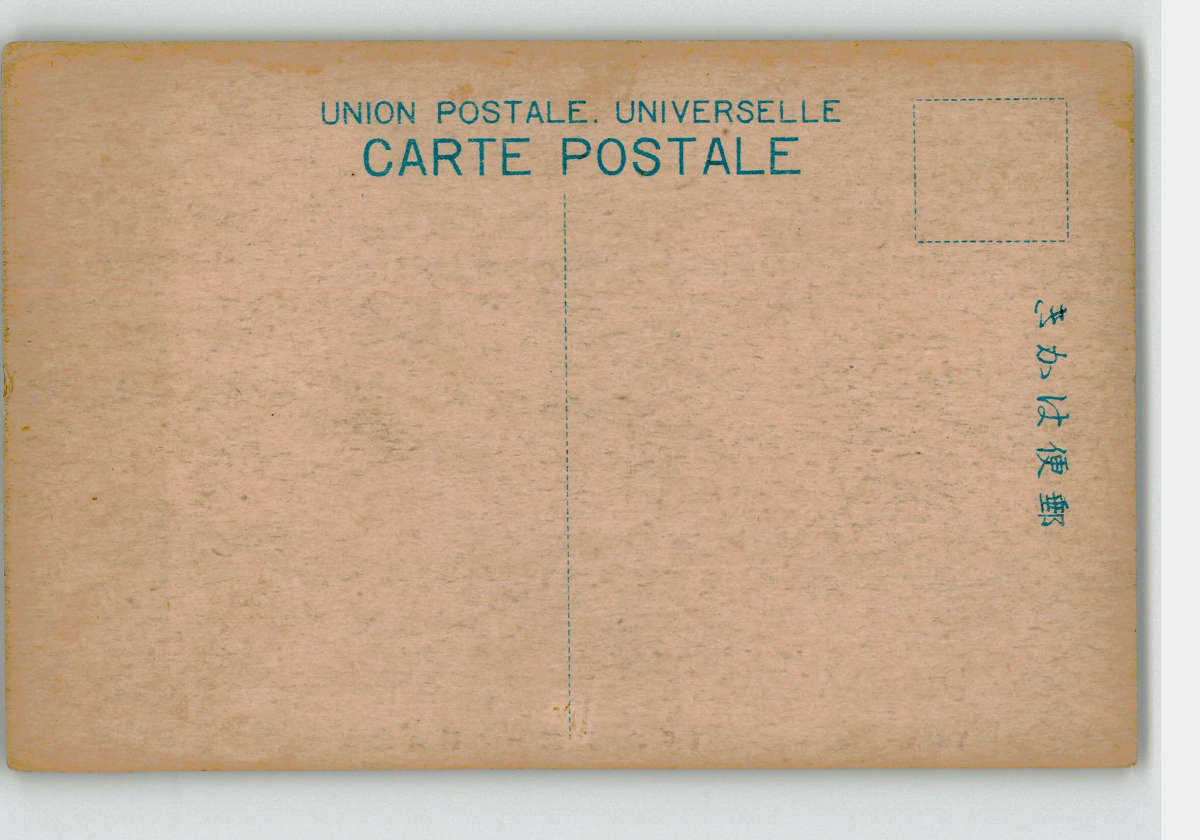 UNION POSTALE. UNIVERSELLE
CARTE POSTALE
郵便はかき